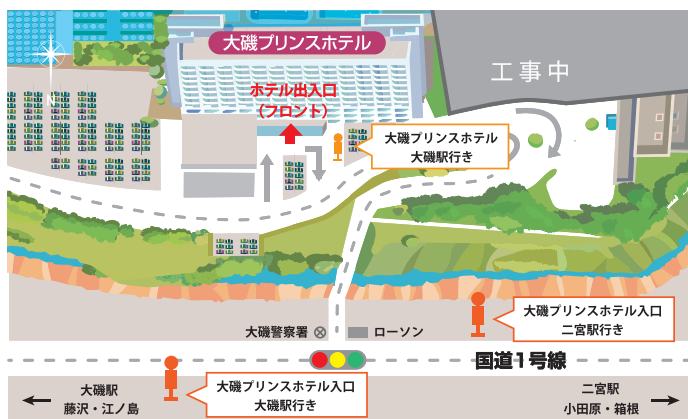 大磯プリンスホテル
工事中
ホテル出入口
(フロント)
大磯プリンスホテル
大磯駅行き
N
大磯プリンスホテル入口
二宮駅行き
大磯警察署
ローソン
国道1号線
大磯プリンスホテル入口
大磯駅行き
大磯駅
藤沢・江ノ島
二宮駅
小田原・箱根